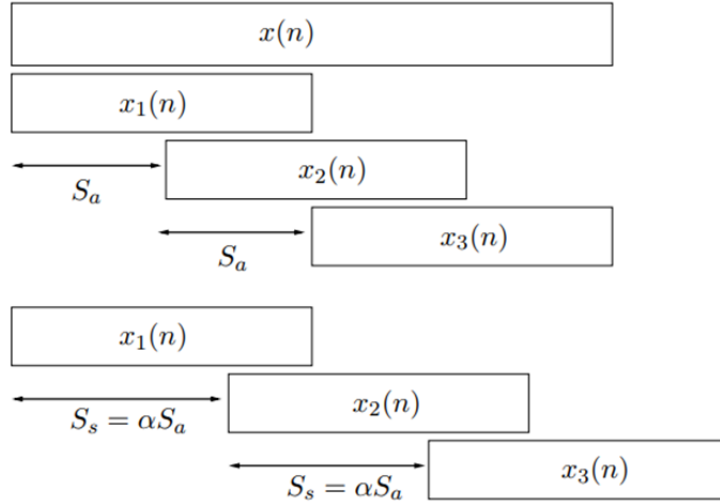 x(n)
x₁(n)
x₂(n)
Sₐ
x₃(n)
Sₐ
x₁(n)
x₂(n)
Sₛ = αSₐ
x₃(n)
Sₛ = αSₐ